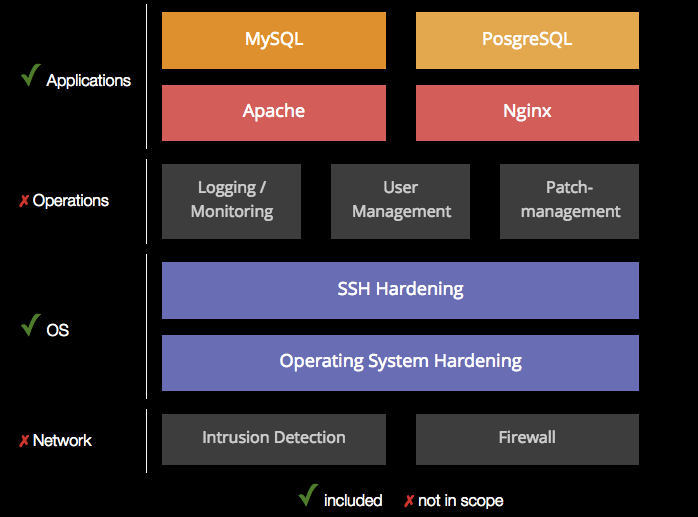 MySQL
PosgreSQL
Applications
Apache
Nginx
Logging /
Monitoring
User
Management
Patch-
management
Operations
SSH Hardening
OS
Operating System Hardening
Network
Intrusion Detection
Firewall
included
not in scope